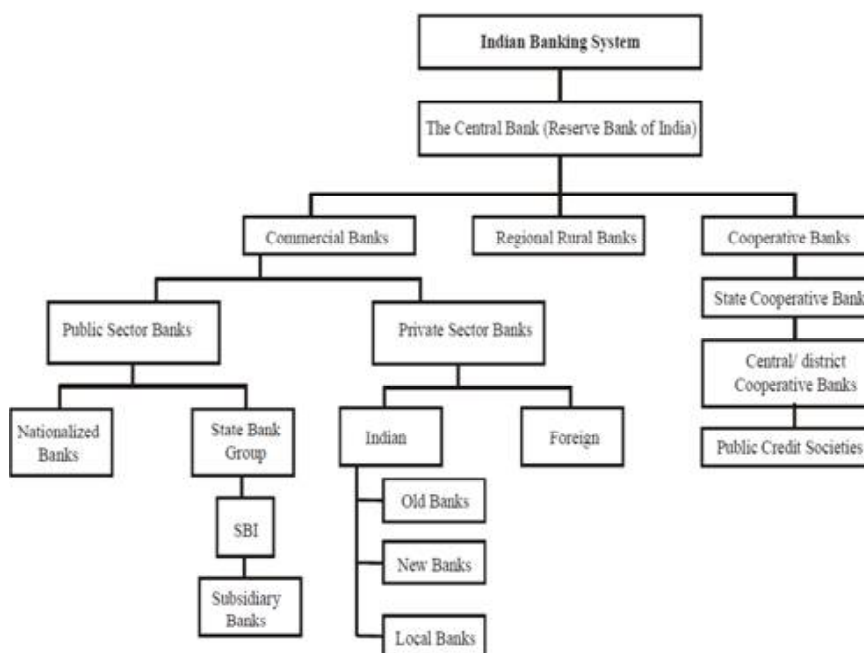 Indian Banking System
The Central Bank (Reserve Bank of India)
Commercial Banks
Regional Rural Banks
Cooperative Banks
State Cooperative Bank
Public Sector Banks
Private Sector Banks
Central/ district
Cooperative Banks
Nationalized
Banks
State Bank
Group
Indian
Foreign
Public Credit Societies
Old Banks
SBI
New Banks
Subsidiary
Banks
Local Banks